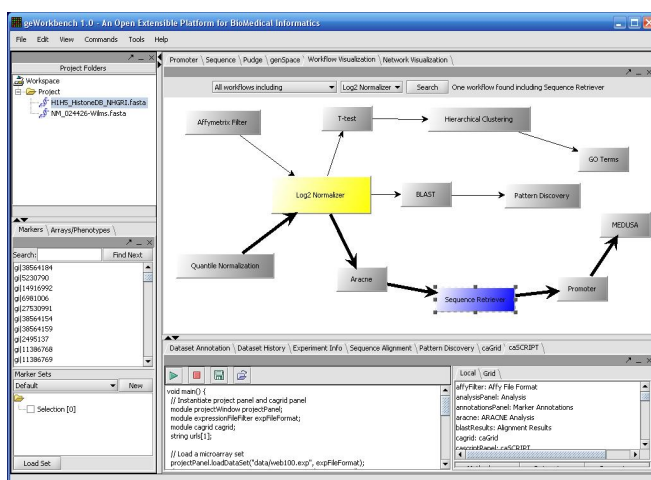 geWorkbench 1.0 - An Open Extensible Platform for BioMedical Informatics
File Edit View Commands Tools Help
Project Folders
Workspace
Project
H1H5_HistoneDB_NHGRI.fasta
NM_024426-Wilms.fasta
Markers Arrays/Phenotypes
Search: Find Next
gi|38564184
gi|5230790
gi|14916992
gi|6981006
gi|27530991
gi|38564154
gi|38564159
gi|2495137
gi|11386768
gi|11386769
Marker Sets
Default New
Selection [0]
Load Set
Promoter Sequence Pudge genSpace Workflow Visualization Network Visualization
All workflows including Log2 Normalizer Search One workflow found including Sequence Retriever
Affymetrix Filter
T-test
Hierarchical Clustering
GO Terms
Log2 Normalizer
BLAST
Pattern Discovery
MEDUSA
Quantile Normalization
Aracne
Sequence Retriever
Promoter
Dataset Annotation Dataset History Experiment Info Sequence Alignment Pattern Discovery caGrid caSCRIPT
void main() {
// Instantiate project panel and cagrid panel
module projectWindow projectPanel;
module expressionFileFilter expFileFormat;
module cagrid cagrid;
string urls[1];
// Load a microarray set
projectPanel.loadDataSet("data/web100.exp", expFileFormat);
Local Grid
affyFilter: Affy File Format
analysisPanel: Analysis
annotationsPanel: Marker Annotations
aracne: ARACNE Analysis
blastResults: Alignment Results
cagrid: caGrid
cascriptPanel: caSCRIPT